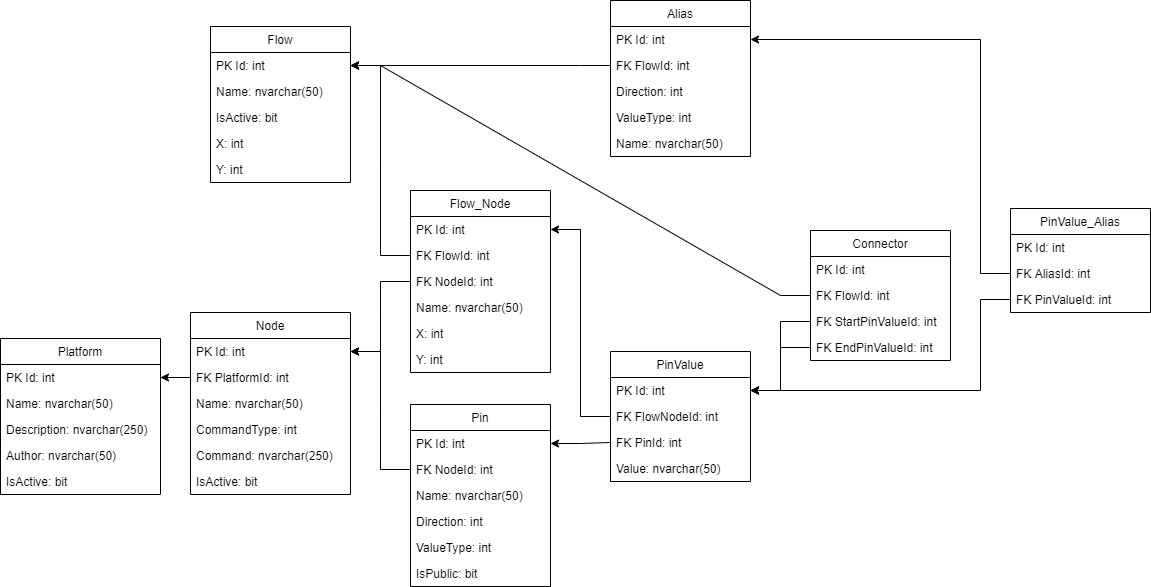 Flow
PK Id: int
Name: nvarchar(50)
IsActive: bit
X: int
Y: int
Alias
PK Id: int
FK FlowId: int
Direction: int
ValueType: int
Name: nvarchar(50)
Flow_Node
PK Id: int
FK FlowId: int
FK NodeId: int
Name: nvarchar(50)
X: int
Y: int
Connector
PK Id: int
FK FlowId: int
FK StartPinValueId: int
FK EndPinValueId: int
PinValue_Alias
PK Id: int
FK AliasId: int
FK PinValueId: int
Platform
PK Id: int
Name: nvarchar(50)
Description: nvarchar(250)
Author: nvarchar(50)
IsActive: bit
Node
PK Id: int
FK PlatformId: int
Name: nvarchar(50)
CommandType: int
Command: nvarchar(250)
IsActive: bit
Pin
PK Id: int
FK NodeId: int
Name: nvarchar(50)
Direction: int
ValueType: int
IsPublic: bit
PinValue
PK Id: int
FK FlowNodeId: int
FK PinId: int
Value: nvarchar(50)